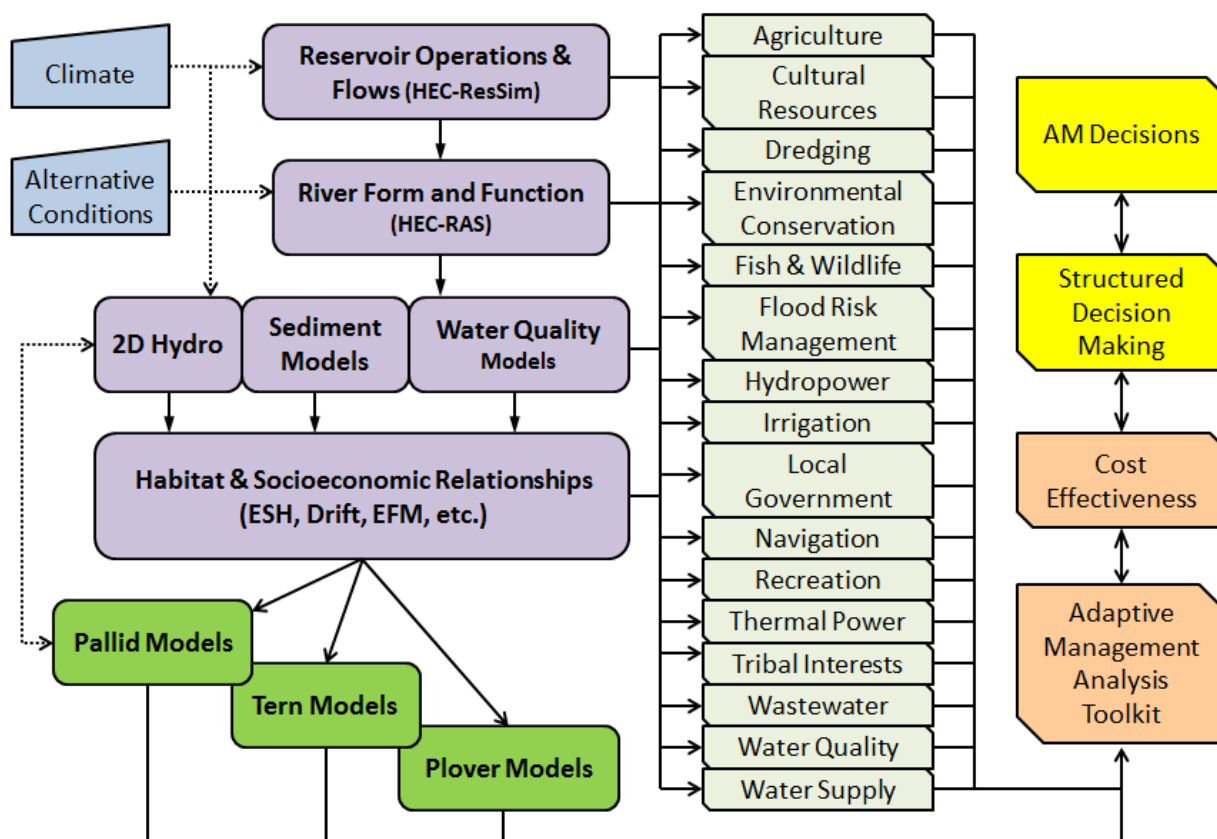 Climate
Alternative
Conditions
Reservoir Operations &
Flows (HEC-ResSim)
River Form and Function
(HEC-RAS)
2D Hydro
Sediment
Models
Water Quality
Models
Habitat & Socioeconomic Relationships
(ESH, Drift, EFM, etc.)
Pallid Models
Tern Models
Plover Models
Agriculture
Cultural
Resources
Dredging
Environmental
Conservation
Fish & Wildlife
Flood Risk
Management
Hydropower
Irrigation
Local
Government
Navigation
Recreation
Thermal Power
Tribal Interests
Wastewater
Water Quality
Water Supply
AM Decisions
Structured
Decision
Making
Cost
Effectiveness
Adaptive
Management
Analysis
Toolkit